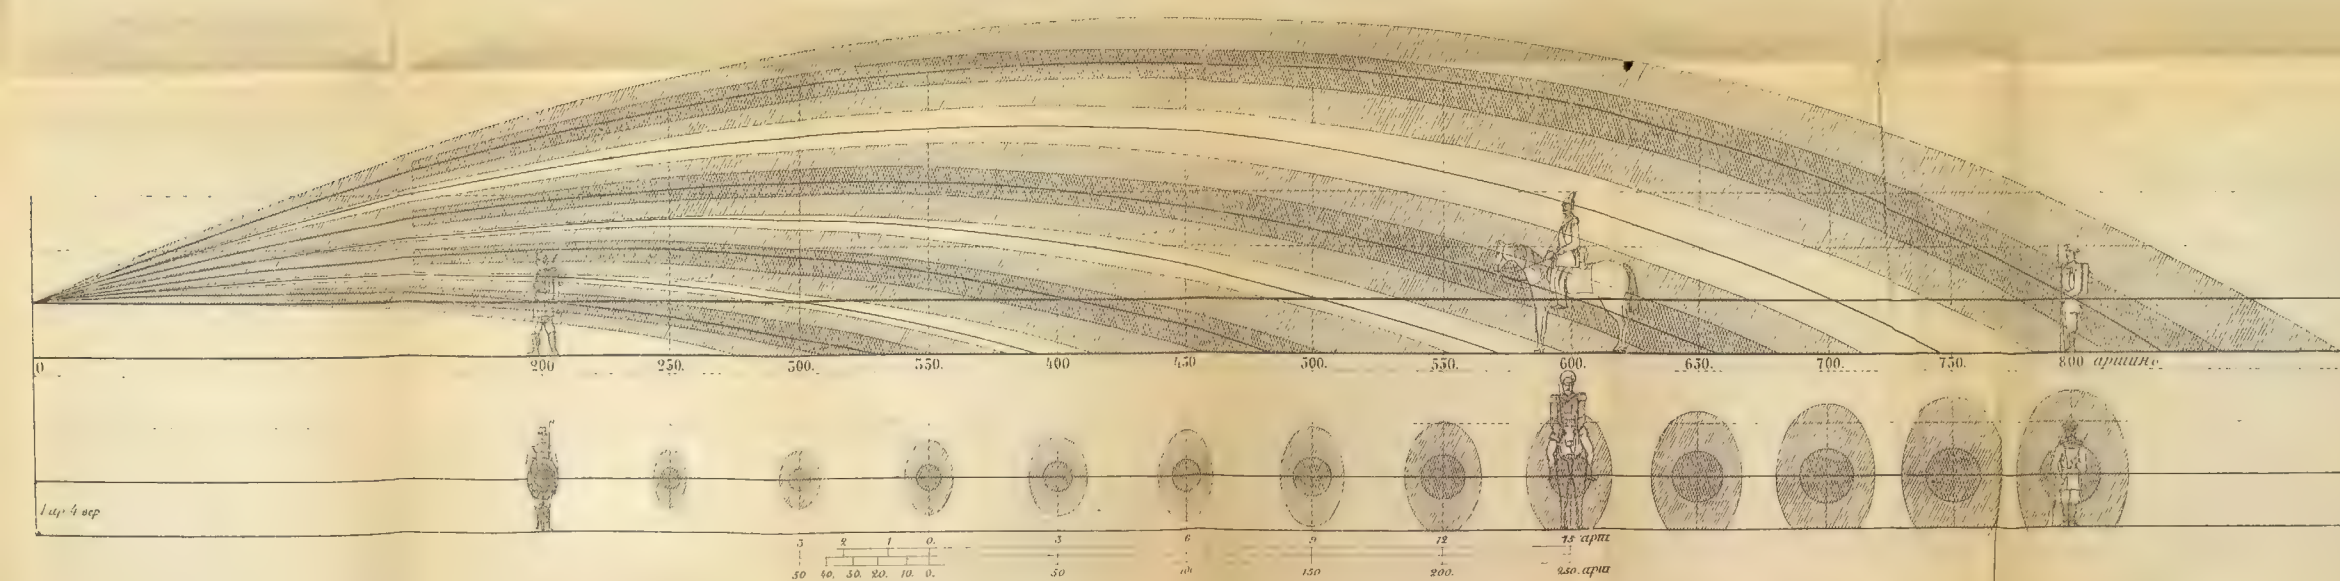 0 200 250. 300. 350. 400 450 500. 550. 600. 650. 700. 750. 800 аршинъ
1 ар 4 вер
3 2 1 0. 3 6 9 12 15 арш
50 40. 30. 20. 10. 0. 50 100 150 200. 250. арш